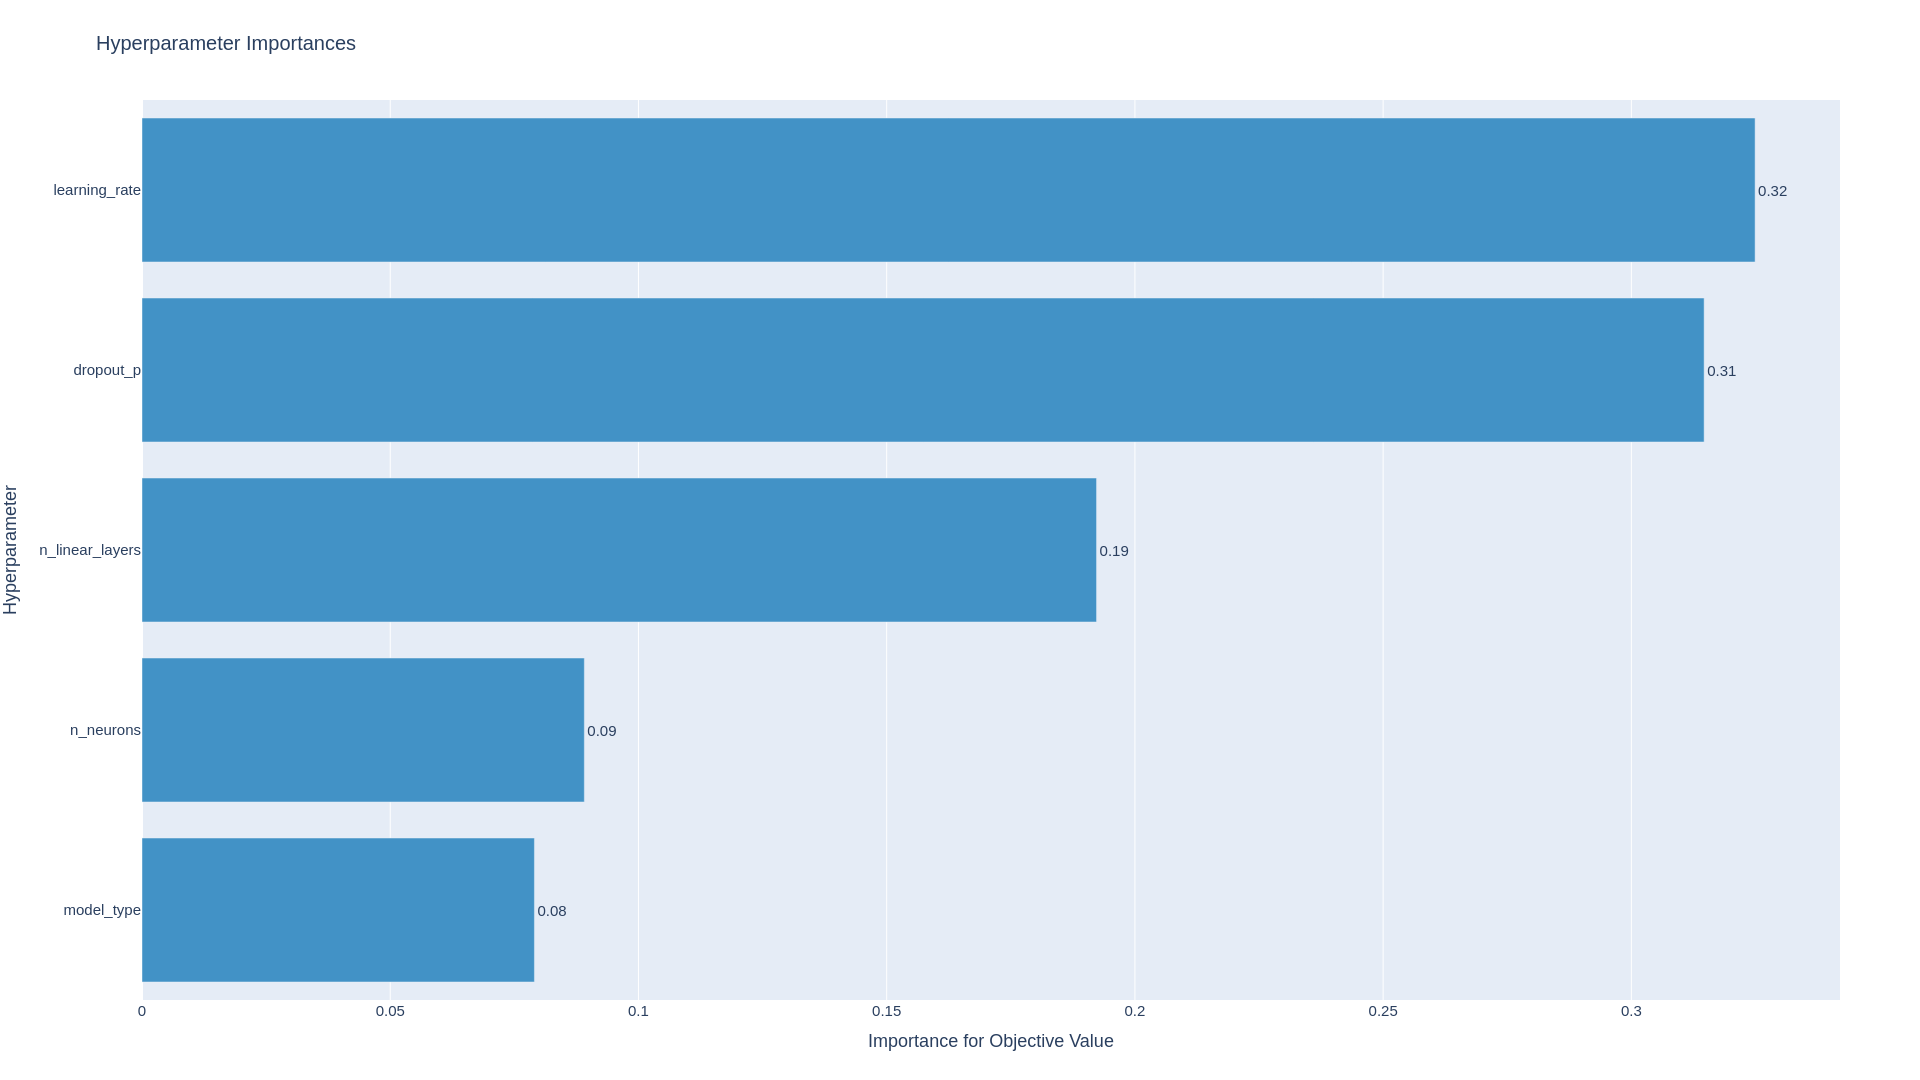 Hyperparameter Importances
learning_rate
0.32
dropout_p
0.31
Hyperparameter
n_linear_layers
0.19
n_neurons
0.09
model_type
0.08
0 0.05 0.1 0.15 0.2 0.25 0.3
Importance for Objective Value